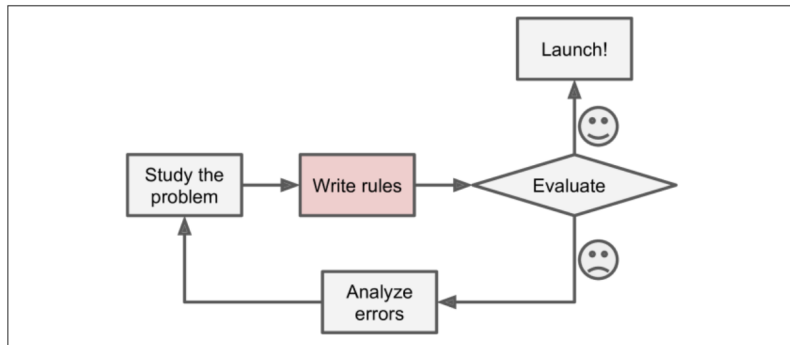 Launch!
Study the
problem
Write rules
Evaluate
Analyze
errors